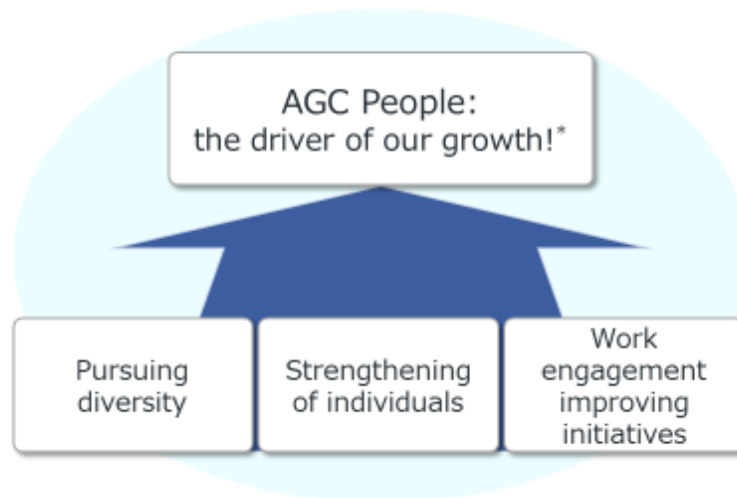 AGC People:
the driver of our growth!*
Pursuing
diversity
Strengthening
of individuals
Work
engagement
improving
initiatives